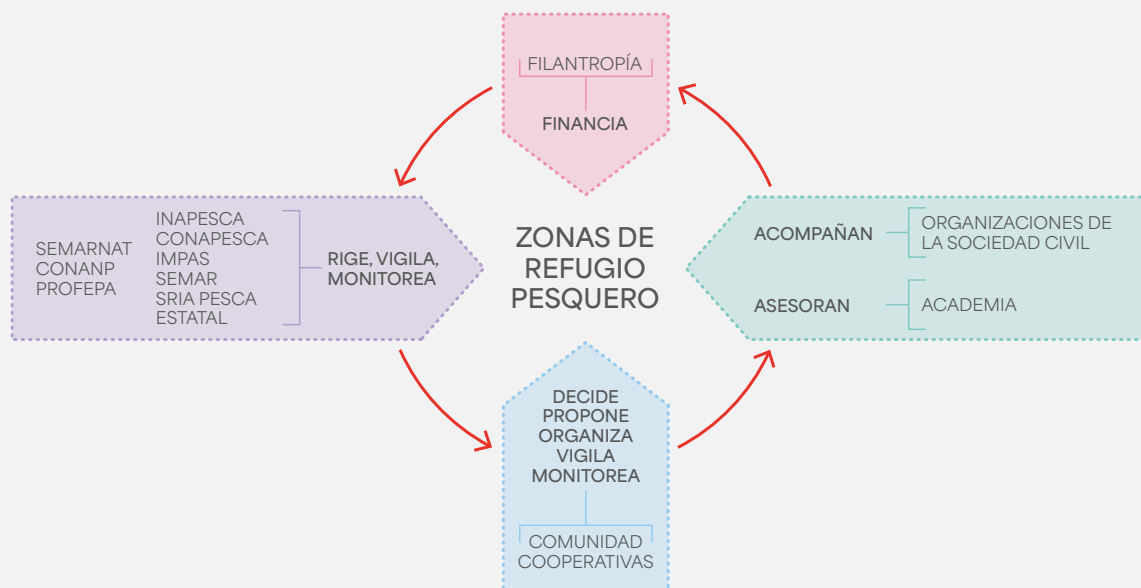 FILANTROPÍA
FINANCIA
SEMARNAT
CONANP
PROFEPA
INAPESCA
CONAPESCA
IMPAS
SEMAR
SRIA PESCA
ESTATAL
RIGE, VIGILA,
MONITOREA
ZONAS DE
REFUGIO
PESQUERO
ACOMPAÑAN
ORGANIZACIONES DE
LA SOCIEDAD CIVIL
ASESORAN
ACADEMIA
DECIDE
PROPONE
ORGANIZA
VIGILA
MONITOREA
COMUNIDAD
COOPERATIVAS